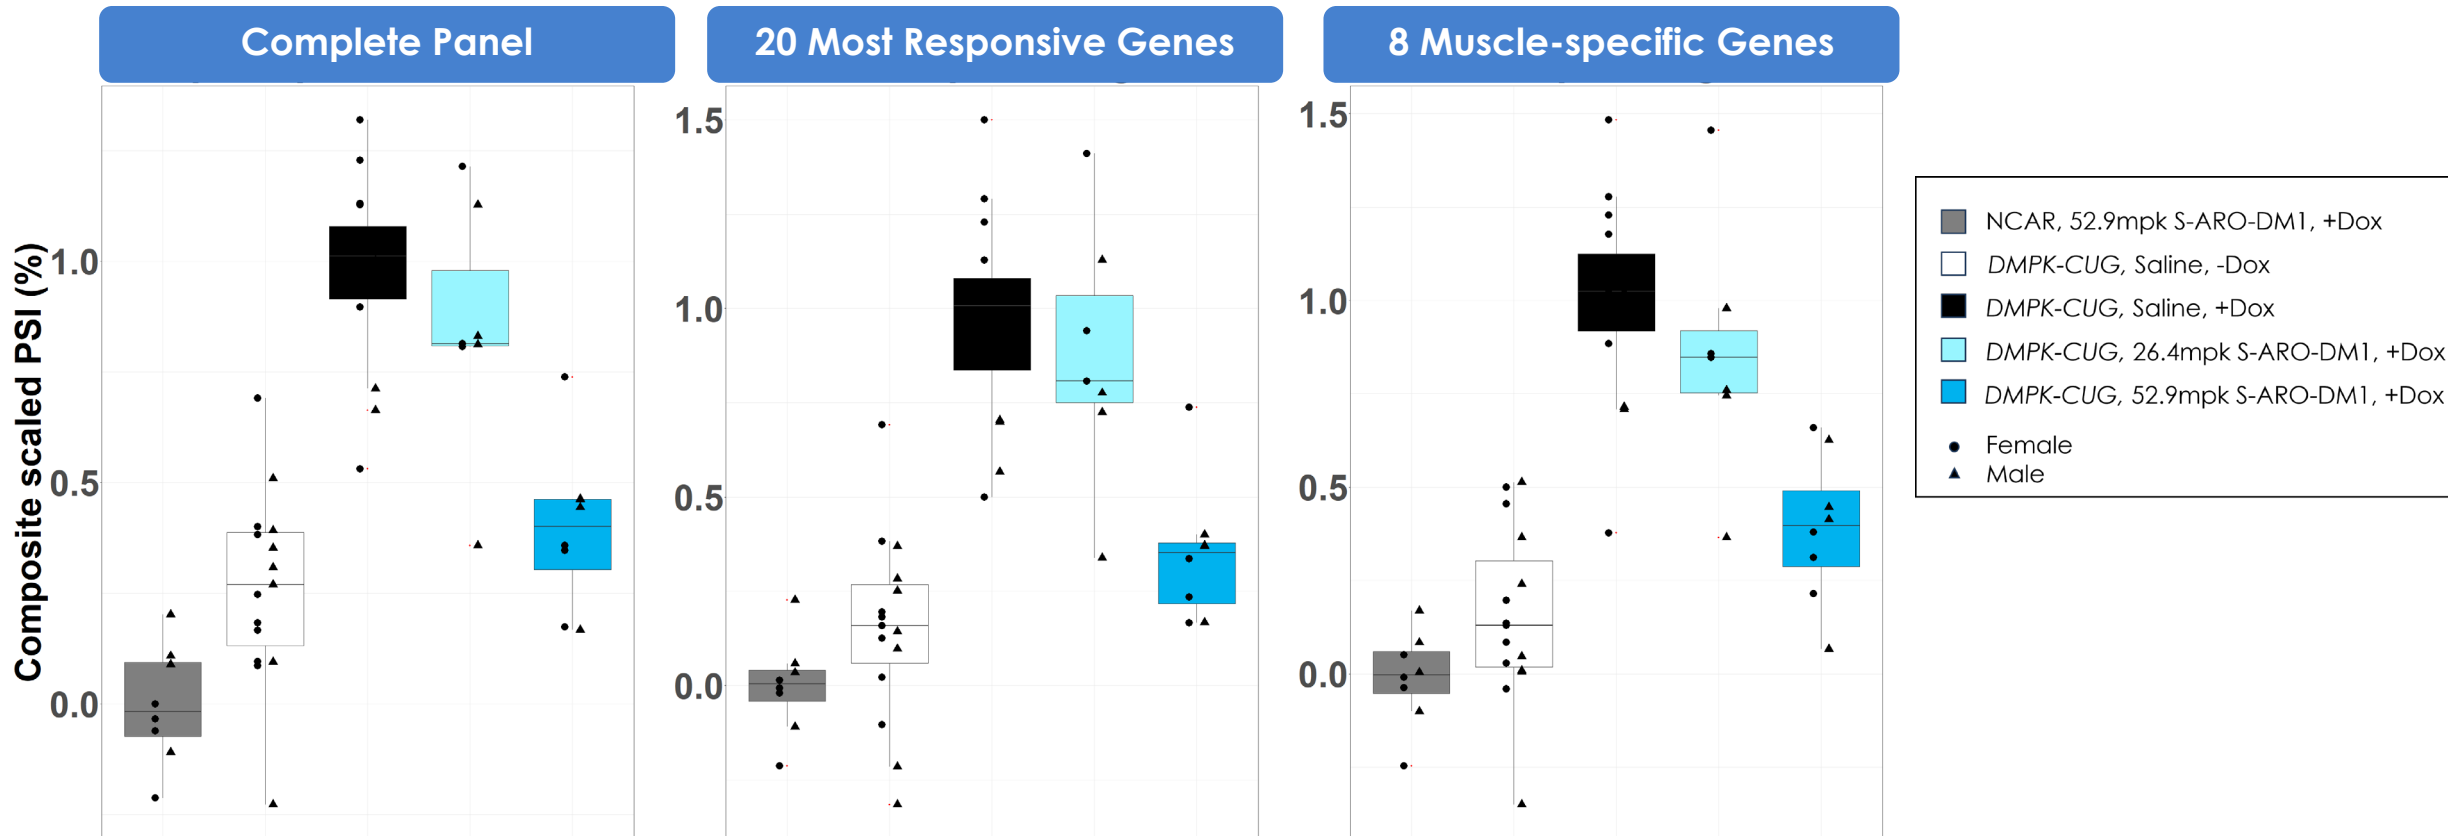 Complete Panel
20 Most Responsive Genes
8 Muscle-specific Genes
Composite scaled PSI (%)
1.0
0.5
0.0
1.5
1.0
0.5
0.0
1.5
1.0
0.5
0.0
NCAR, 52.9mpk S-ARO-DM1, +Dox
DMPK-CUG, Saline, -Dox
DMPK-CUG, Saline, +Dox
DMPK-CUG, 26.4mpk S-ARO-DM1, +Dox
DMPK-CUG, 52.9mpk S-ARO-DM1, +Dox
Female
Male